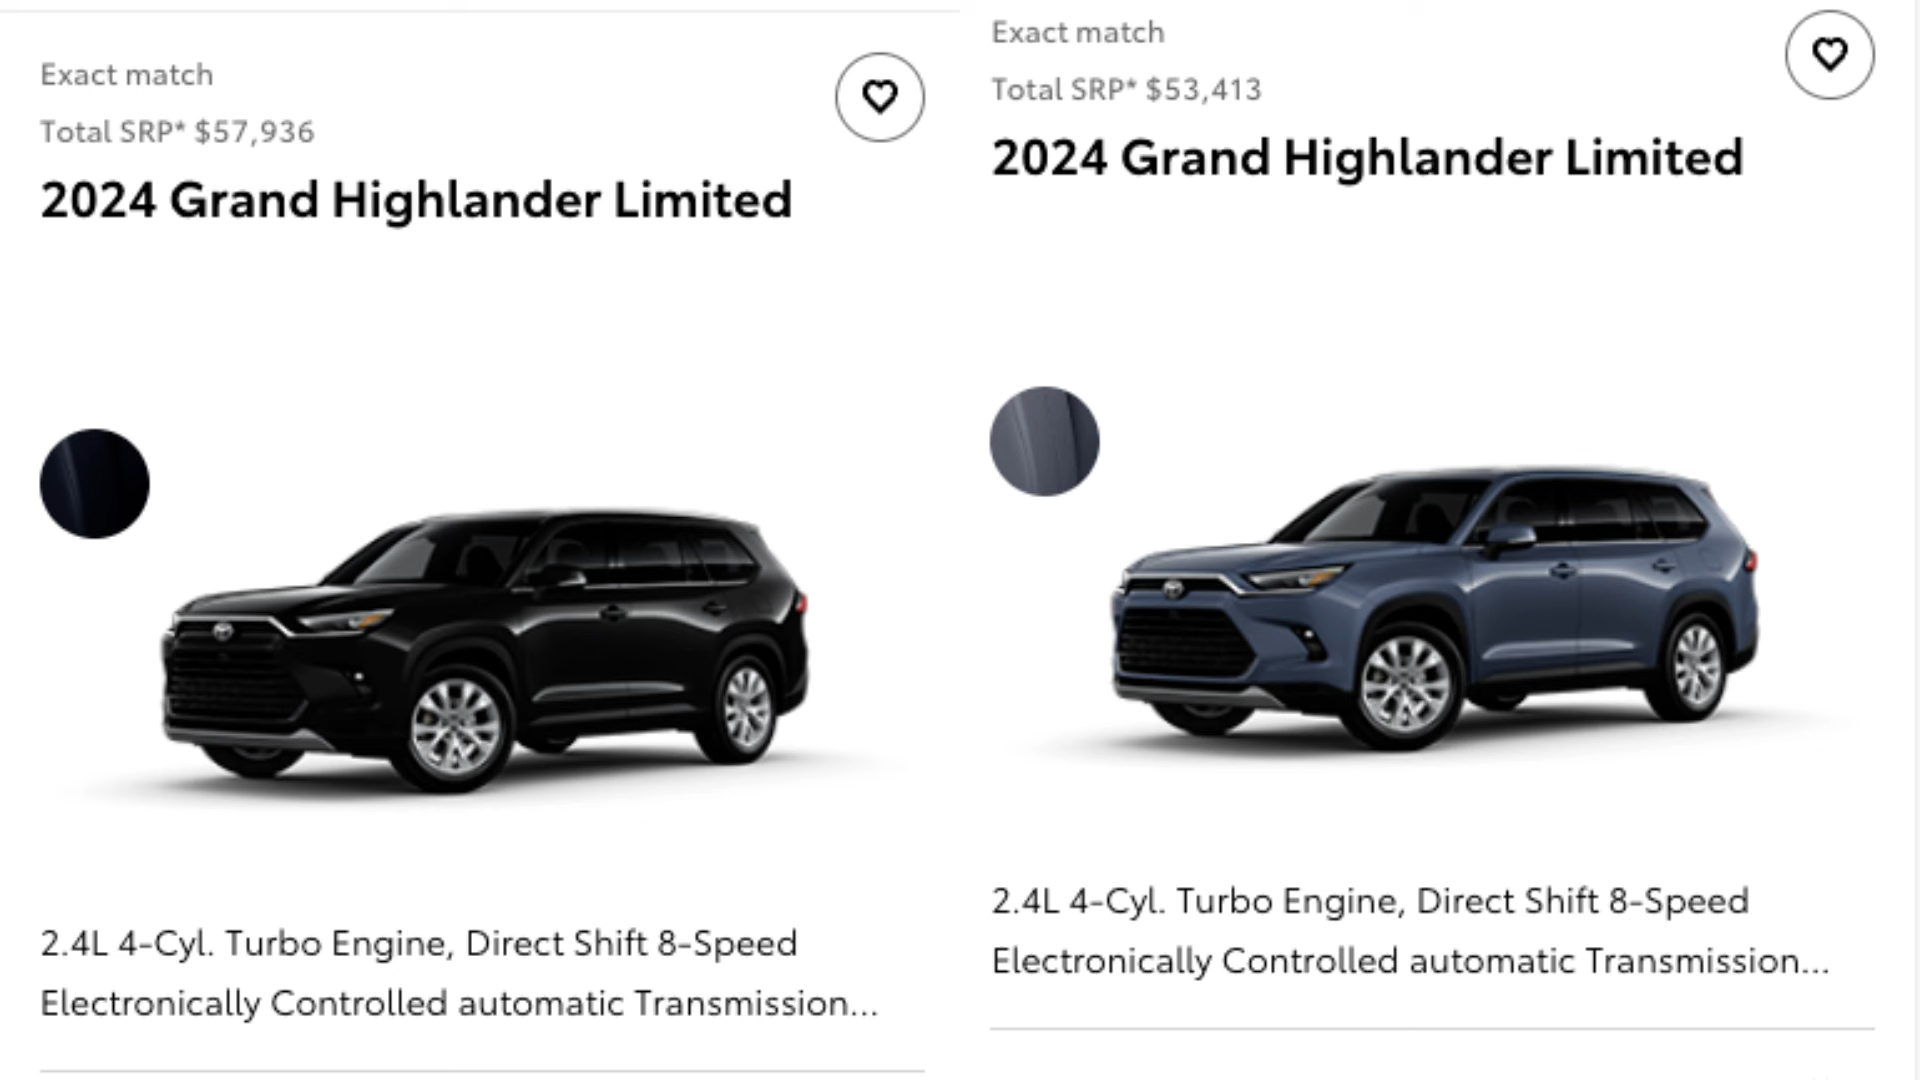 Exact match
Total SRP* $57,936
2024 Grand Highlander Limited
2.4L 4-Cyl. Turbo Engine, Direct Shift 8-Speed
Electronically Controlled automatic Transmission...
Exact match
Total SRP* $53,413
2024 Grand Highlander Limited
2.4L 4-Cyl. Turbo Engine, Direct Shift 8-Speed
Electronically Controlled automatic Transmission...